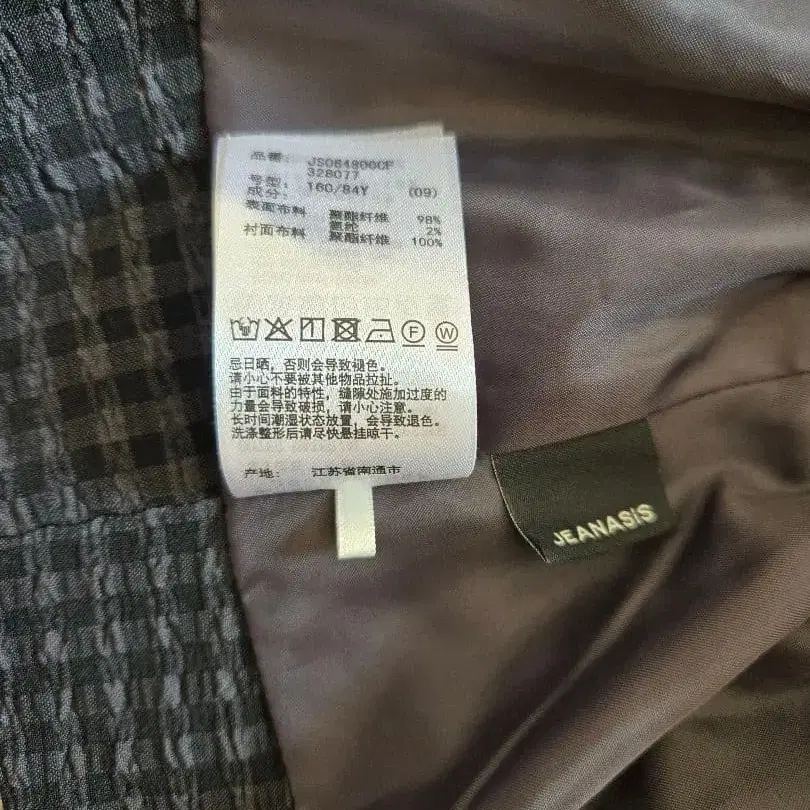 品番: JS064800CF
328077
号型: 160/84Y (09)
成分:
表面布料 聚酯纤维 98%
氨纶 2%
衬面布料 聚酯纤维 100%
F W
忌日晒，否则会导致褪色。
请小心不要被其他物品拉扯。
由于面料的特性，缝隙处施加过度的
力量会导致破损，请小心注意。
长时间潮湿状态放置，会导致退色。
洗涤整形后请尽快悬挂晾干。
产地: 江苏省南通市
JEANASIS